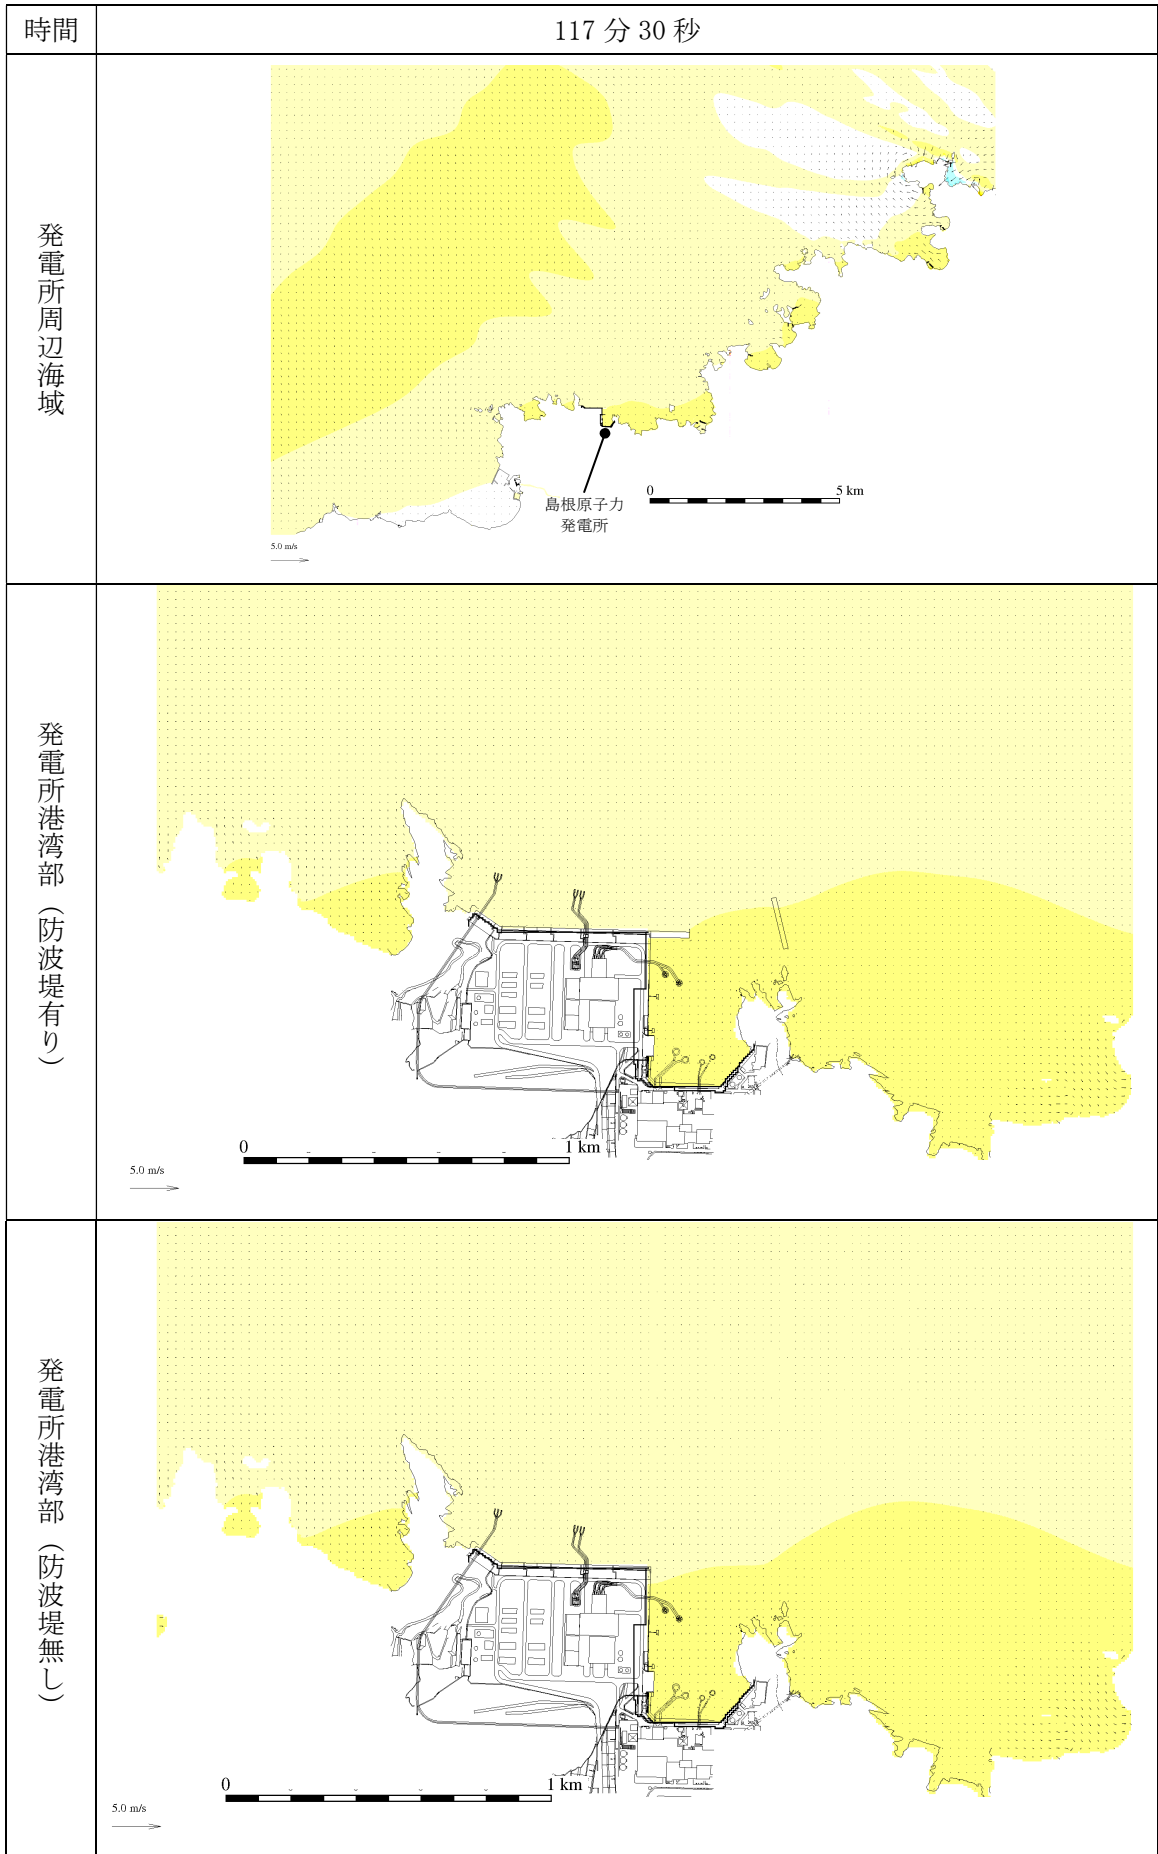 時間
117 分 30 秒
発電所周辺海域
島根原子力
発電所
0
5 km
5.0 m/s
発電所港湾部（防波堤有り）
0
1 km
5.0 m/s
発電所港湾部（防波堤無し）
0
1 km
5.0 m/s